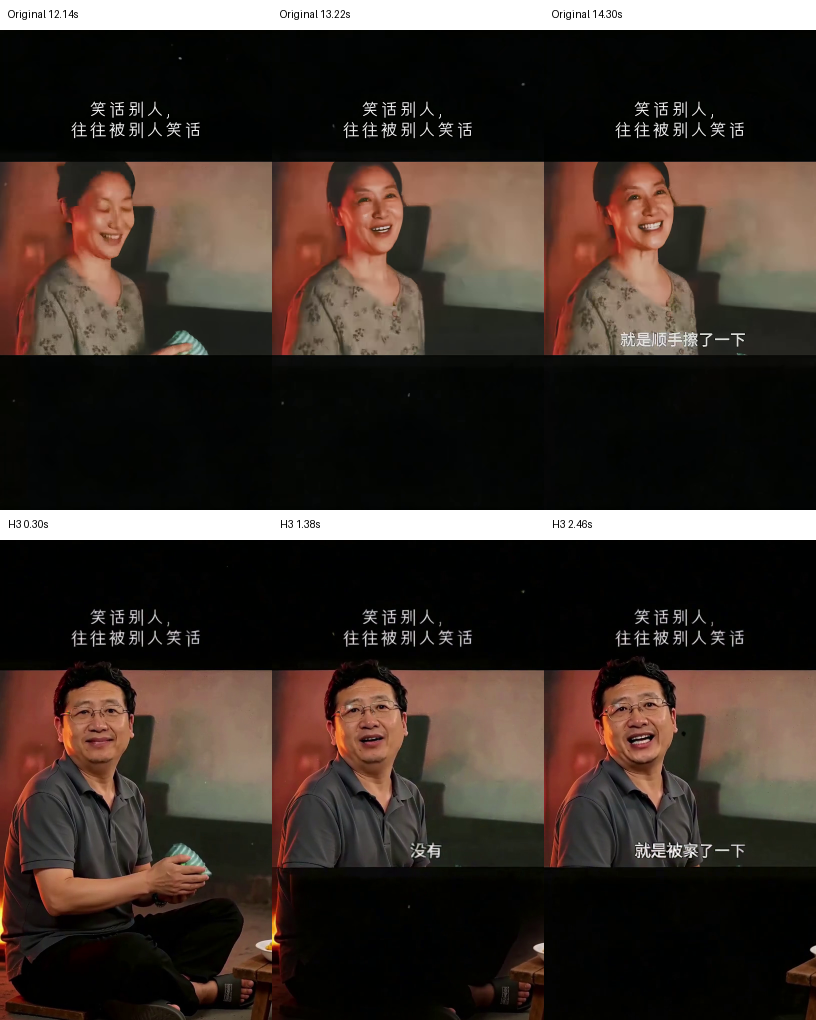 Original 12.14s
Original 13.22s
Original 14.30s
笑话别人,
往往被别人笑话
笑话别人,
往往被别人笑话
笑话别人,
往往被别人笑话
就是顺手擦了一下
H3 0.30s
H3 1.38s
H3 2.46s
笑话别人,
往往被别人笑话
笑话别人,
往往被别人笑话
笑话别人,
往往被别人笑话
没有
就是被家了一下